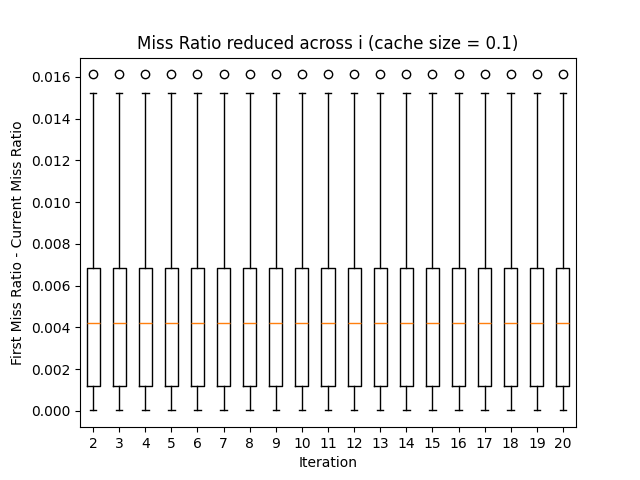 Miss Ratio reduced across i (cache size = 0.1)
First Miss Ratio - Current Miss Ratio
0.016
0.014
0.012
0.010
0.008
0.006
0.004
0.002
0.000
2 3 4 5 6 7 8 9 10 11 12 13 14 15 16 17 18 19 20
Iteration